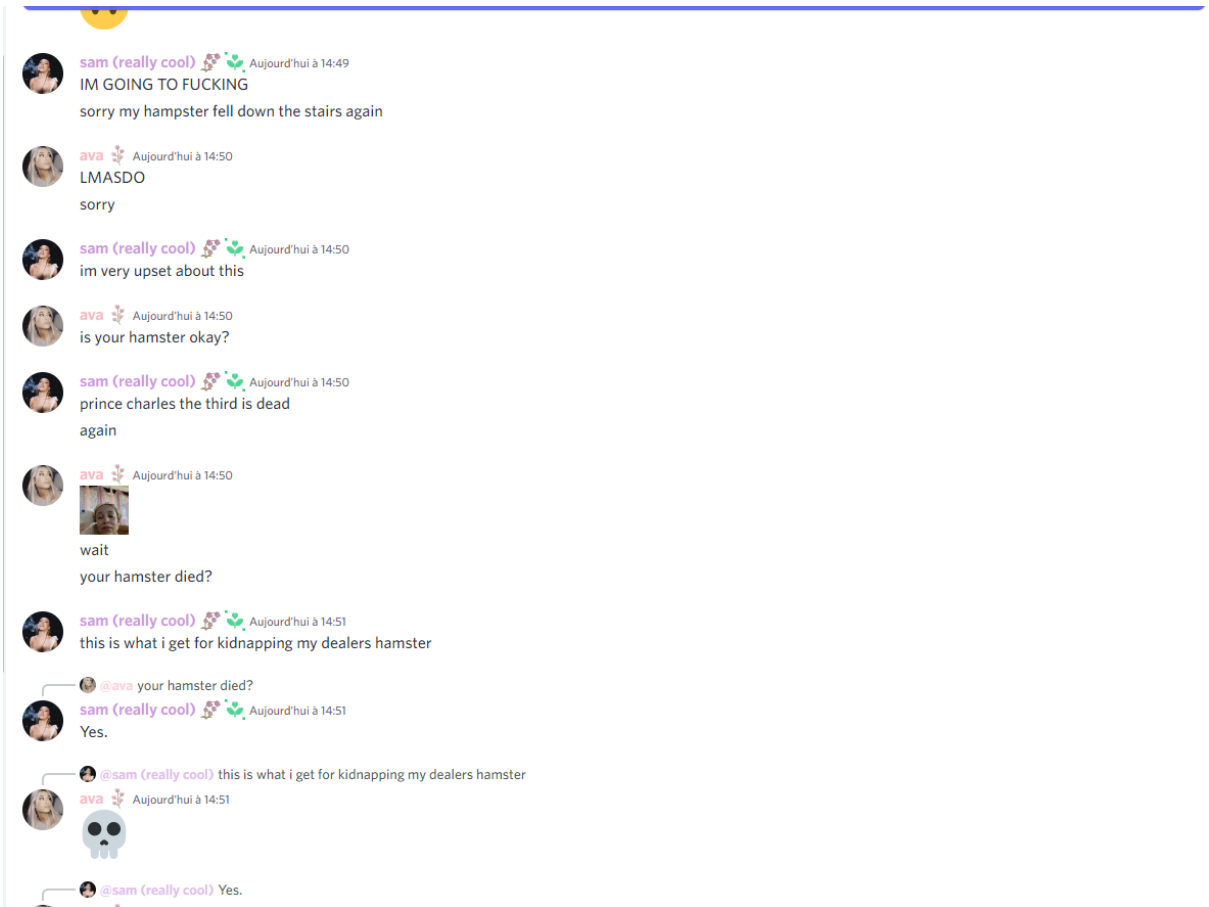 sam (really cool) Aujourd'hui à 14:49
IM GOING TO FUCKING
sorry my hampster fell down the stairs again
ava Aujourd'hui à 14:50
LMASDO
sorry
sam (really cool) Aujourd'hui à 14:50
im very upset about this
ava Aujourd'hui à 14:50
is your hamster okay?
sam (really cool) Aujourd'hui à 14:50
prince charles the third is dead
again
ava Aujourd'hui à 14:50
wait
your hamster died?
sam (really cool) Aujourd'hui à 14:51
this is what i get for kidnapping my dealers hamster
@ava your hamster died?
sam (really cool) Aujourd'hui à 14:51
Yes.
@sam (really cool) this is what i get for kidnapping my dealers hamster
ava Aujourd'hui à 14:51
@sam (really cool) Yes.